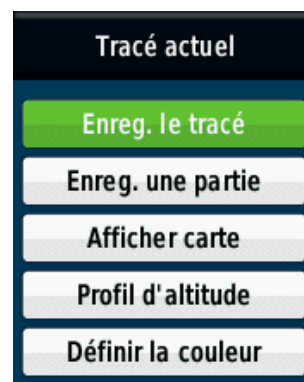 Tracé actuel
Enreg. le tracé
Enreg. une partie
Afficher carte
Profil d'altitude
Définir la couleur